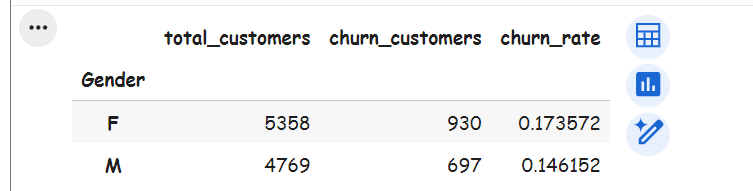 total_customers churn_customers churn_rate
Gender
F 5358 930 0.173572
M 4769 697 0.146152